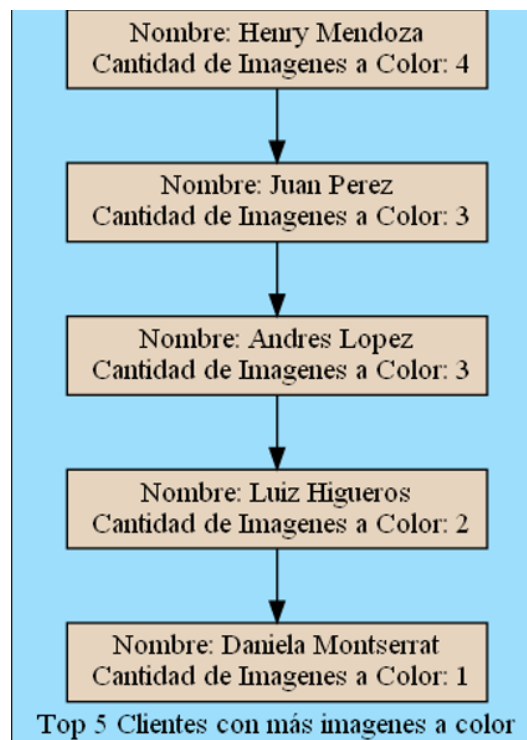 Nombre: Henry Mendoza
Cantidad de Imagenes a Color: 4
Nombre: Juan Perez
Cantidad de Imagenes a Color: 3
Nombre: Andres Lopez
Cantidad de Imagenes a Color: 3
Nombre: Luiz Higueros
Cantidad de Imagenes a Color: 2
Nombre: Daniela Montserrat
Cantidad de Imagenes a Color: 1
Top 5 Clientes con más imagenes a color